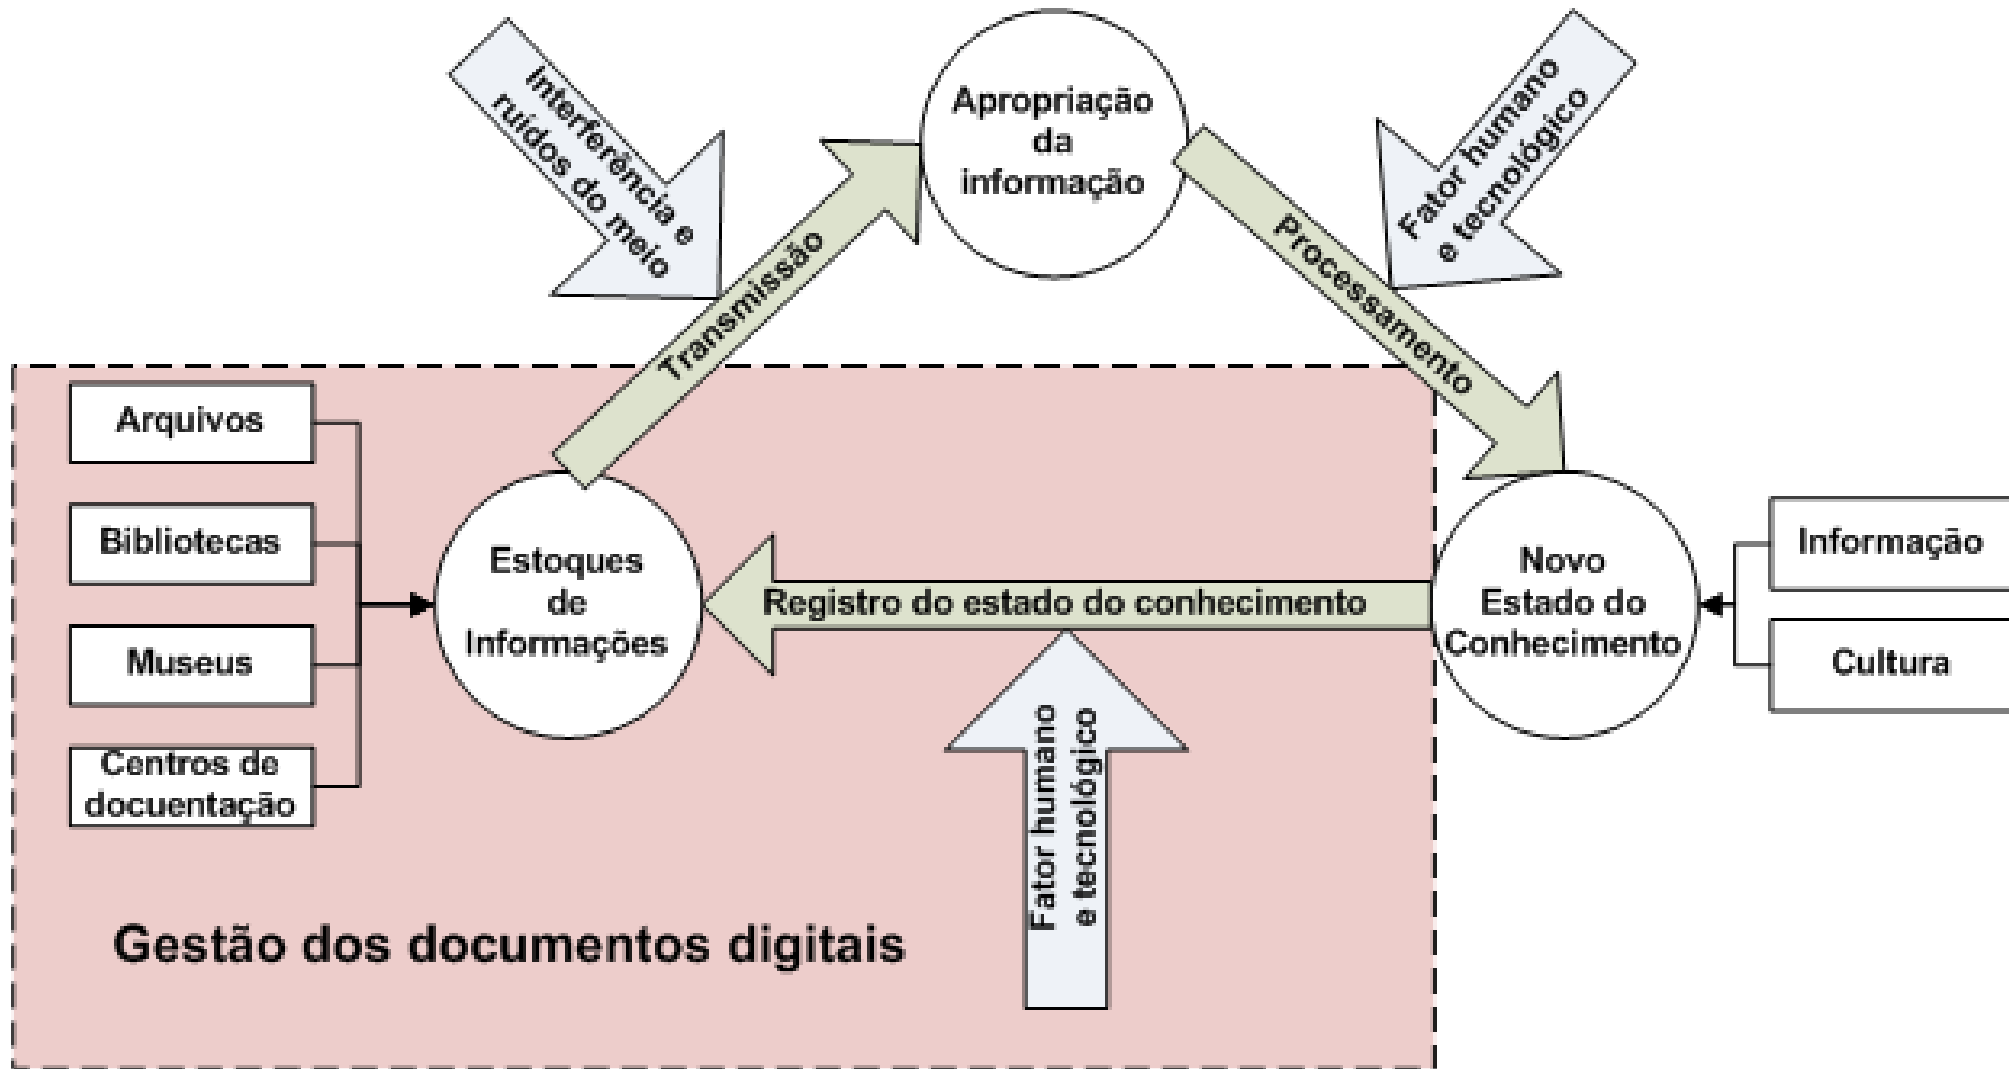 Interferência e
ruídos do meio
Apropriação
da
informação
Fator humano
e tecnológico
Transmissão
Processamento
Arquivos
Bibliotecas
Museus
Centros de
docuentação
Estoques
de
Informações
Registro do estado do conhecimento
Novo
Estado do
Conhecimento
Informação
Cultura
Fator humano
e tecnológico
Gestão dos documentos digitais